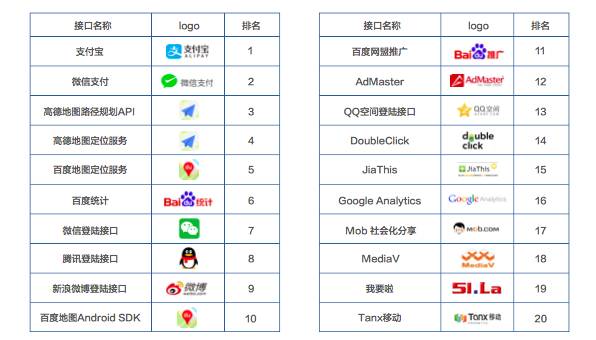 接口名称 logo 排名
支付宝 支付宝 ALIPAY 1
微信支付 微信支付 2
高德地图路径规划API 3
高德地图定位服务 4
百度地图定位服务 du 5
百度统计 Bai du 统计 6
微信登陆接口 7
腾讯登陆接口 8
新浪微博登陆接口 微博 weibo.com 9
百度地图Android SDK du 10
接口名称 logo 排名
百度网盟推广 Bai du 推广 11
AdMaster AdMaster 12
QQ空间登陆接口 QQ空间 13
DoubleClick double click 14
JiaThis JiaThis 15
Google Analytics Google Analytics 16
Mob 社会化分享 MOB.COM 17
MediaV MediaV 18
我要啦 51.La 19
Tanx移动 Tanx 移动 20